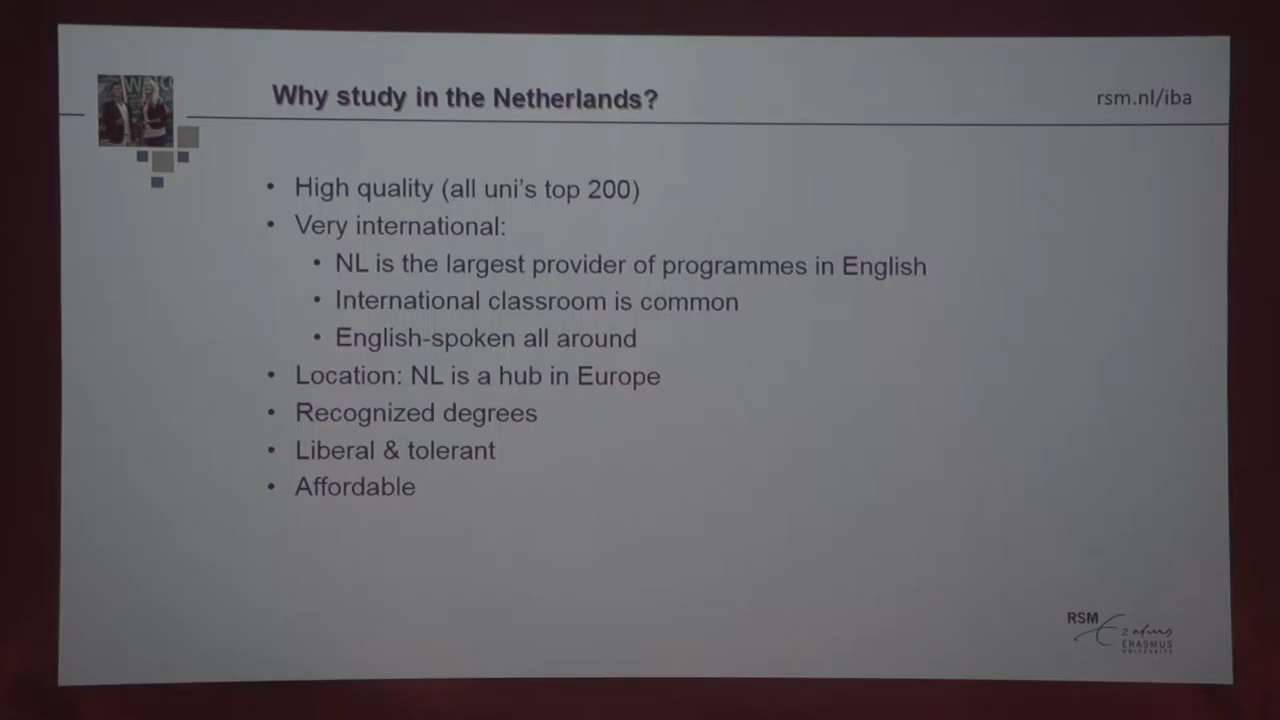 Why study in the Netherlands?
rsm.nl/iba
• High quality (all uni's top 200)
• Very international:
• NL is the largest provider of programmes in English
• International classroom is common
• English-spoken all around
• Location: NL is a hub in Europe
• Recognized degrees
• Liberal & tolerant
• Affordable
RSM
ERASMUS
UNIVERSITY